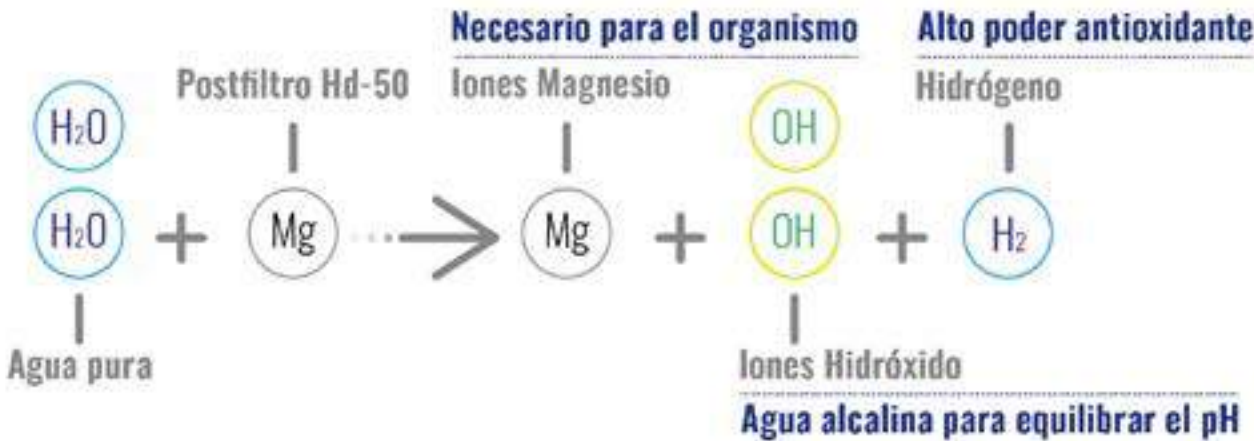 Necesario para el organismo
Alto poder antioxidante
Postfiltro Hd-50
Iones Magnesio
Hidrógeno
H₂O
OH
H₂O
+
Mg
Mg
+
OH
+
H₂
Agua pura
Iones Hidróxido
Agua alcalina para equilibrar el pH